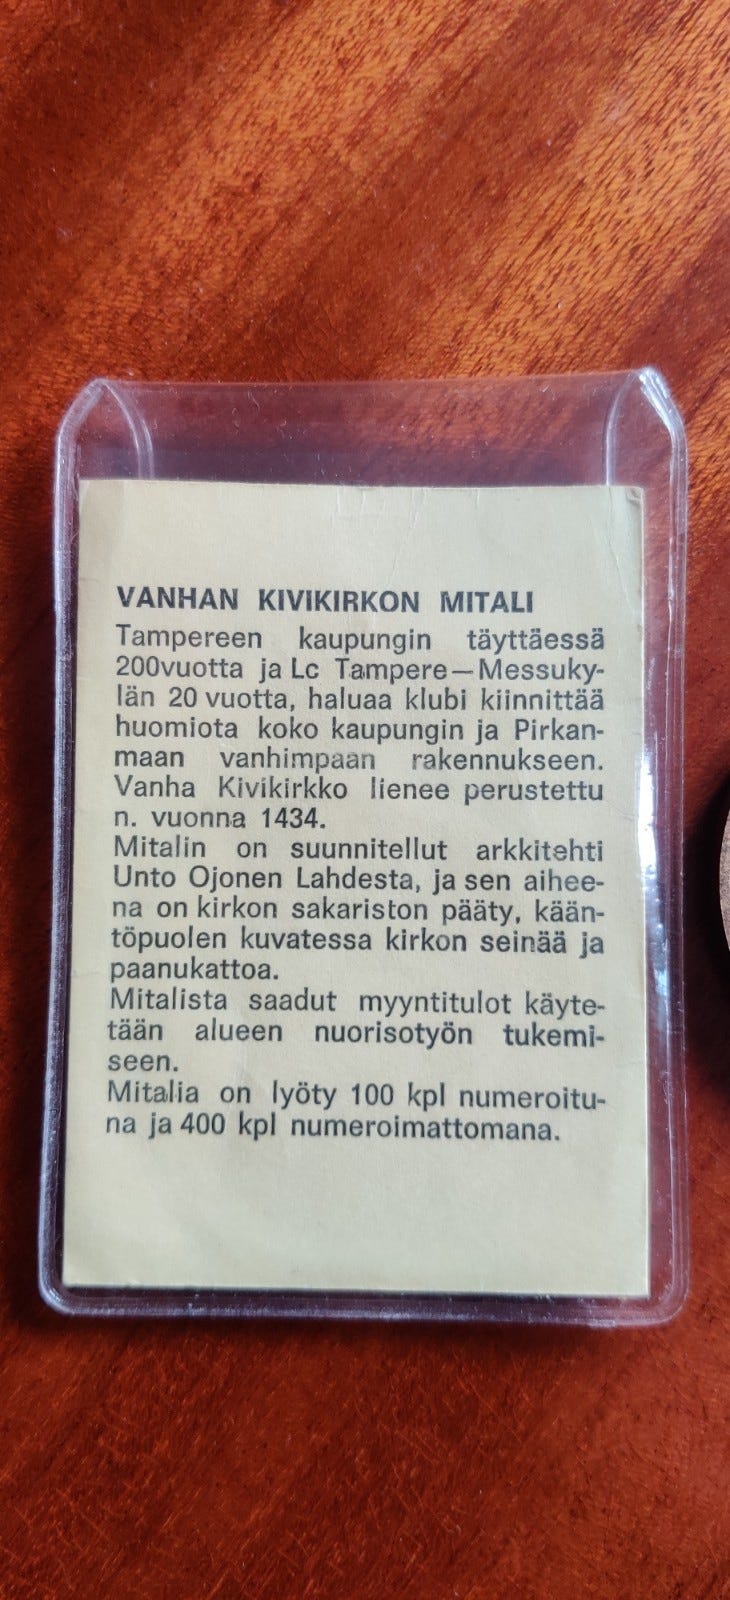 VANHAN KIVIKIRKON MITALI
Tampereen kaupungin täyttäessä
200vuotta ja Lc Tampere—Messuky-
län 20 vuotta, haluaa klubi kiinnittää
huomiota koko kaupungin ja Pirkan-
maan vanhimpaan rakennukseen.
Vanha Kivikirkko lienee perustettu
n. vuonna 1434.
Mitalin on suunnitellut arkkitehti
Unto Ojonen Lahdesta, ja sen aihee-
na on kirkon sakariston pääty, kään-
töpuolen kuvatessa kirkon seinää ja
paanukattoa.
Mitalista saadut myyntitulot käyte-
tään alueen nuorisotyön tukemi-
seen.
Mitalia on lyöty 100 kpl numeroitu-
na ja 400 kpl numeroimattomana.